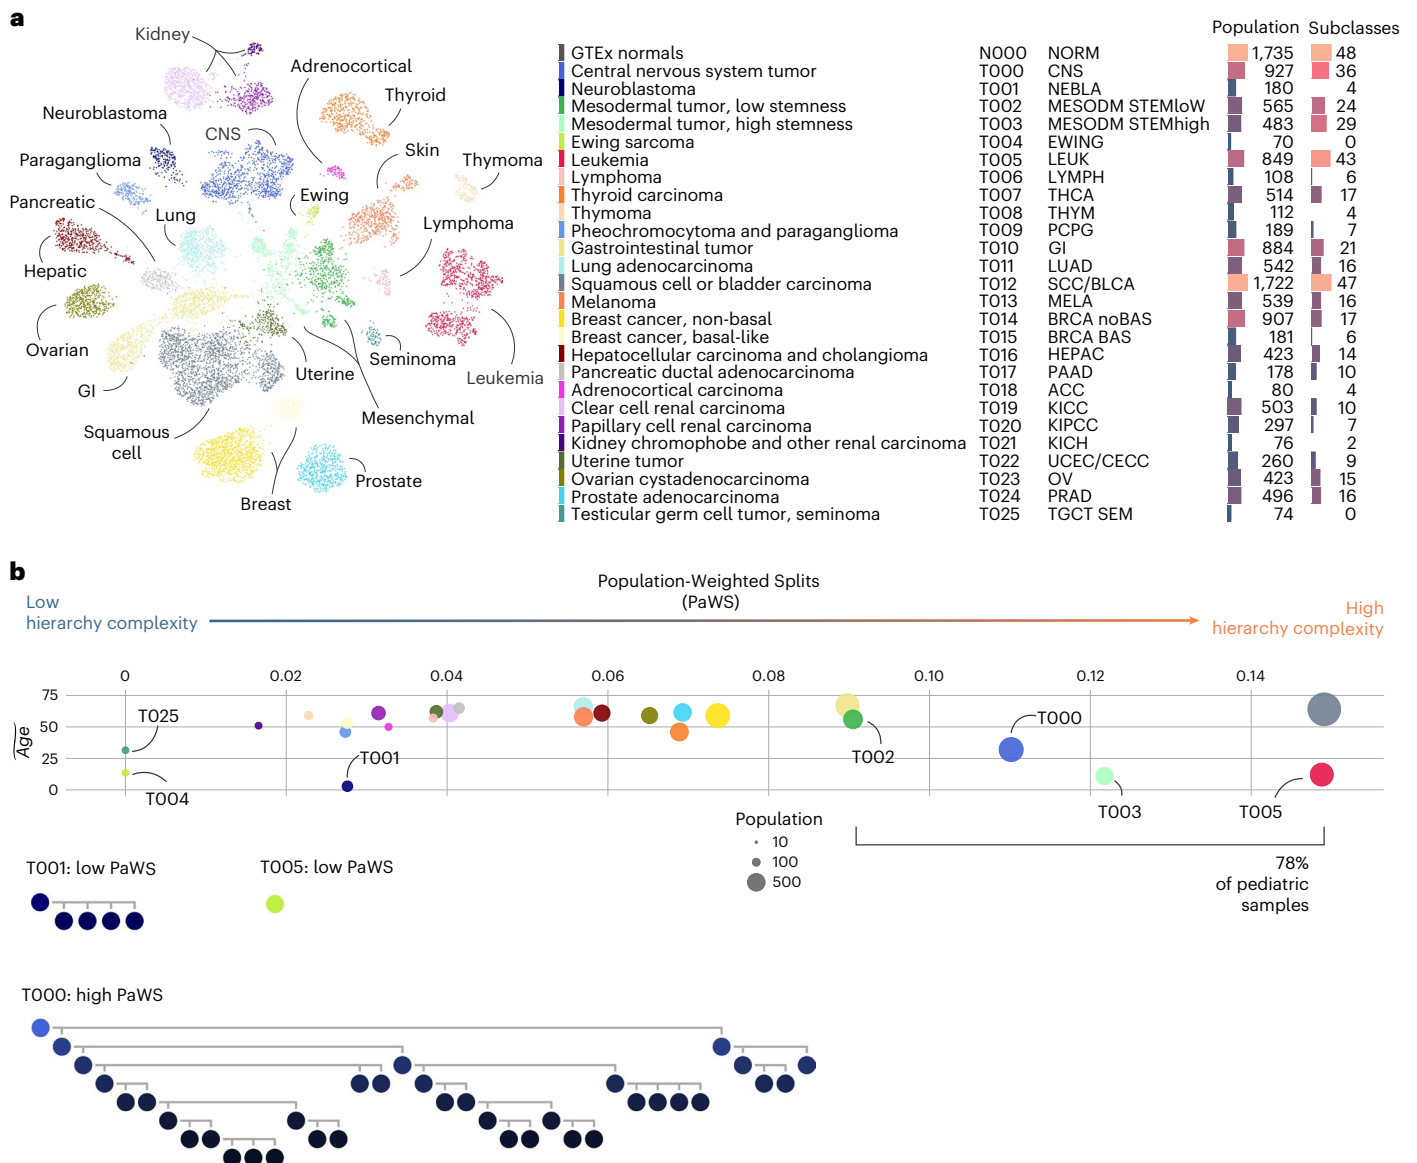 a
Kidney
Adrenocortical
Thyroid
Neuroblastoma
CNS
Skin
Paraganglioma
Thymoma
Ewing
Pancreatic
Lung
Lymphoma
Hepatic
Ovarian
Seminoma
Uterine
Leukemia
GI
Mesenchymal
Squamous
cell
Prostate
Breast
Population Subclasses
GTEx normals N000 NORM 1,735 48
Central nervous system tumor T000 CNS 927 36
Neuroblastoma T001 NEBLA 180 4
Mesodermal tumor, low stemness T002 MESODM STEMloW 565 24
Mesodermal tumor, high stemness T003 MESODM STEMhigh 483 29
Ewing sarcoma T004 EWING 70 0
Leukemia T005 LEUK 849 43
Lymphoma T006 LYMPH 108 6
Thyroid carcinoma T007 THCA 514 17
Thymoma T008 THYM 112 4
Pheochromocytoma and paraganglioma T009 PCPG 189 7
Gastrointestinal tumor T010 GI 884 21
Lung adenocarcinoma T011 LUAD 542 16
Squamous cell or bladder carcinoma T012 SCC/BLCA 1,722 47
Melanoma T013 MELA 539 16
Breast cancer, non-basal T014 BRCA noBAS 907 17
Breast cancer, basal-like T015 BRCA BAS 181 6
Hepatocellular carcinoma and cholangioma T016 HEPAC 423 14
Pancreatic ductal adenocarcinoma T017 PAAD 178 10
Adrenocortical carcinoma T018 ACC 80 4
Clear cell renal carcinoma T019 KICC 503 10
Papillary cell renal carcinoma T020 KIPCC 297 7
Kidney chromophobe and other renal carcinoma T021 KICH 76 2
Uterine tumor T022 UCEC/CECC 260 9
Ovarian cystadenocarcinoma T023 OV 423 15
Prostate adenocarcinoma T024 PRAD 496 16
Testicular germ cell tumor, seminoma T025 TGCT SEM 74 0
b
Population-Weighted Splits
(PaWS)
Low
hierarchy complexity
High
hierarchy complexity
0 0.02 0.04 0.06 0.08 0.10 0.12 0.14
75
50
25
0
Age
T025
T004
T001
T002
T000
T003
T005
Population
10
100
500
78%
of pediatric
samples
T001: low PaWS
T005: low PaWS
T000: high PaWS